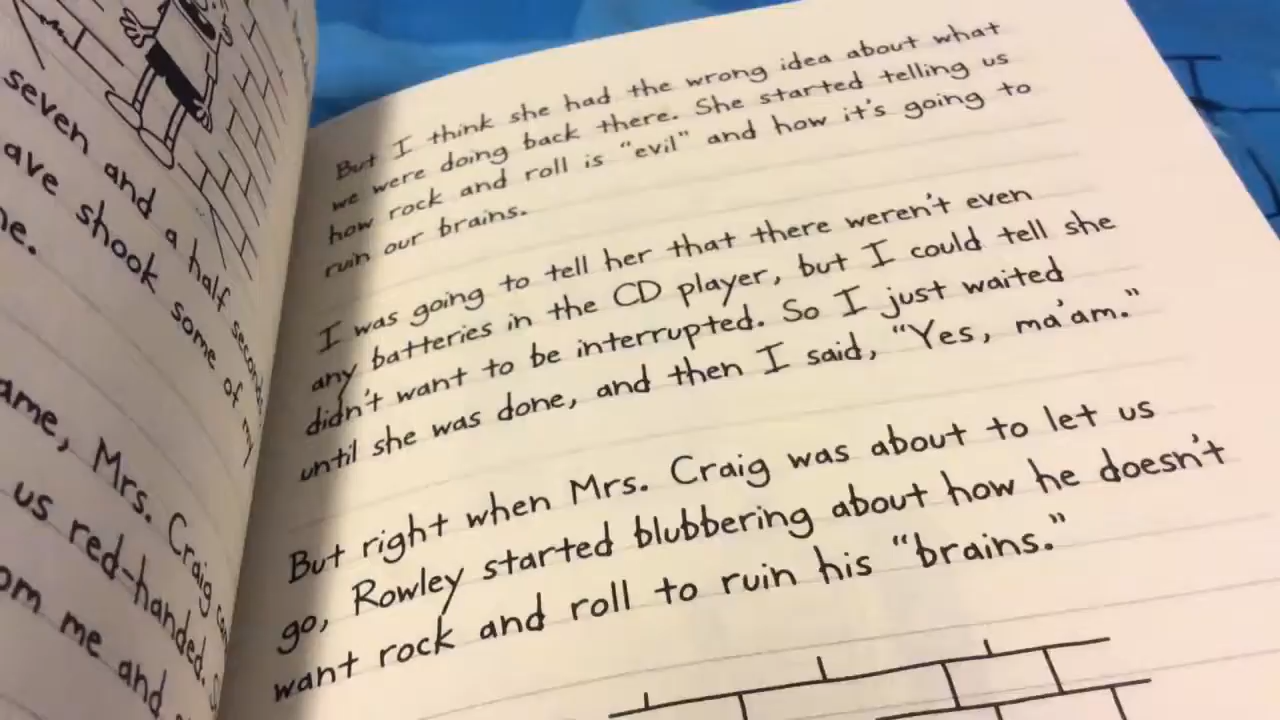 seven and a half seconds
ave shook some of my
me.
ame, Mrs. Craig
us red-handed.
om me and
But I think she had the wrong idea about what
we were doing back there. She started telling us
how rock and roll is "evil" and how it's going to
ruin our brains.
I was going to tell her that there weren't even
any batteries in the CD player, but I could tell she
didn't want to be interrupted. So I just waited
until she was done, and then I said, "Yes, ma'am."
But right when Mrs. Craig was about to let us
go, Rowley started blubbering about how he doesn't
want rock and roll to ruin his "brains."